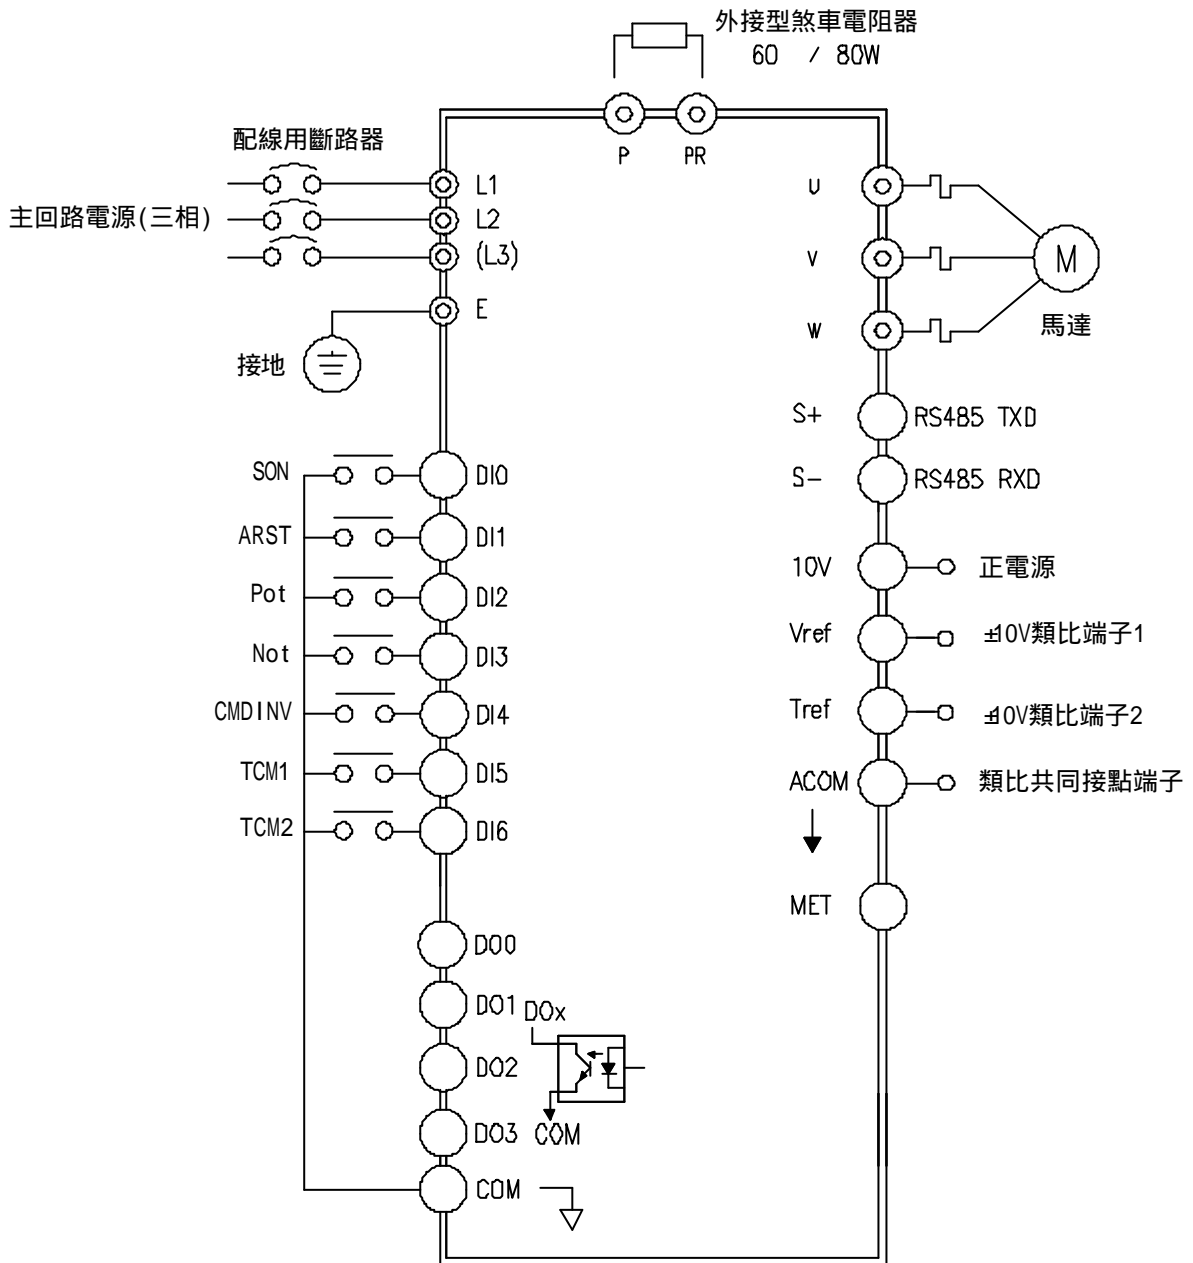 外接型煞車電阻器
60 / 80W
P
PR
配線用斷路器
主回路電源(三相)
L1
L2
(L3)
E
接地
U
V
W
M
馬達
S+
RS485 TXD
S-
RS485 RXD
SON
DI0
ARST
DI1
Pot
DI2
Not
DI3
CMDINV
DI4
TCM1
DI5
TCM2
DI6
10V
正電源
Vref
±10V類比端子1
Tref
±10V類比端子2
ACOM
類比共同接點端子
MET
DO0
DO1
DOx
DO2
DO3
COM
COM